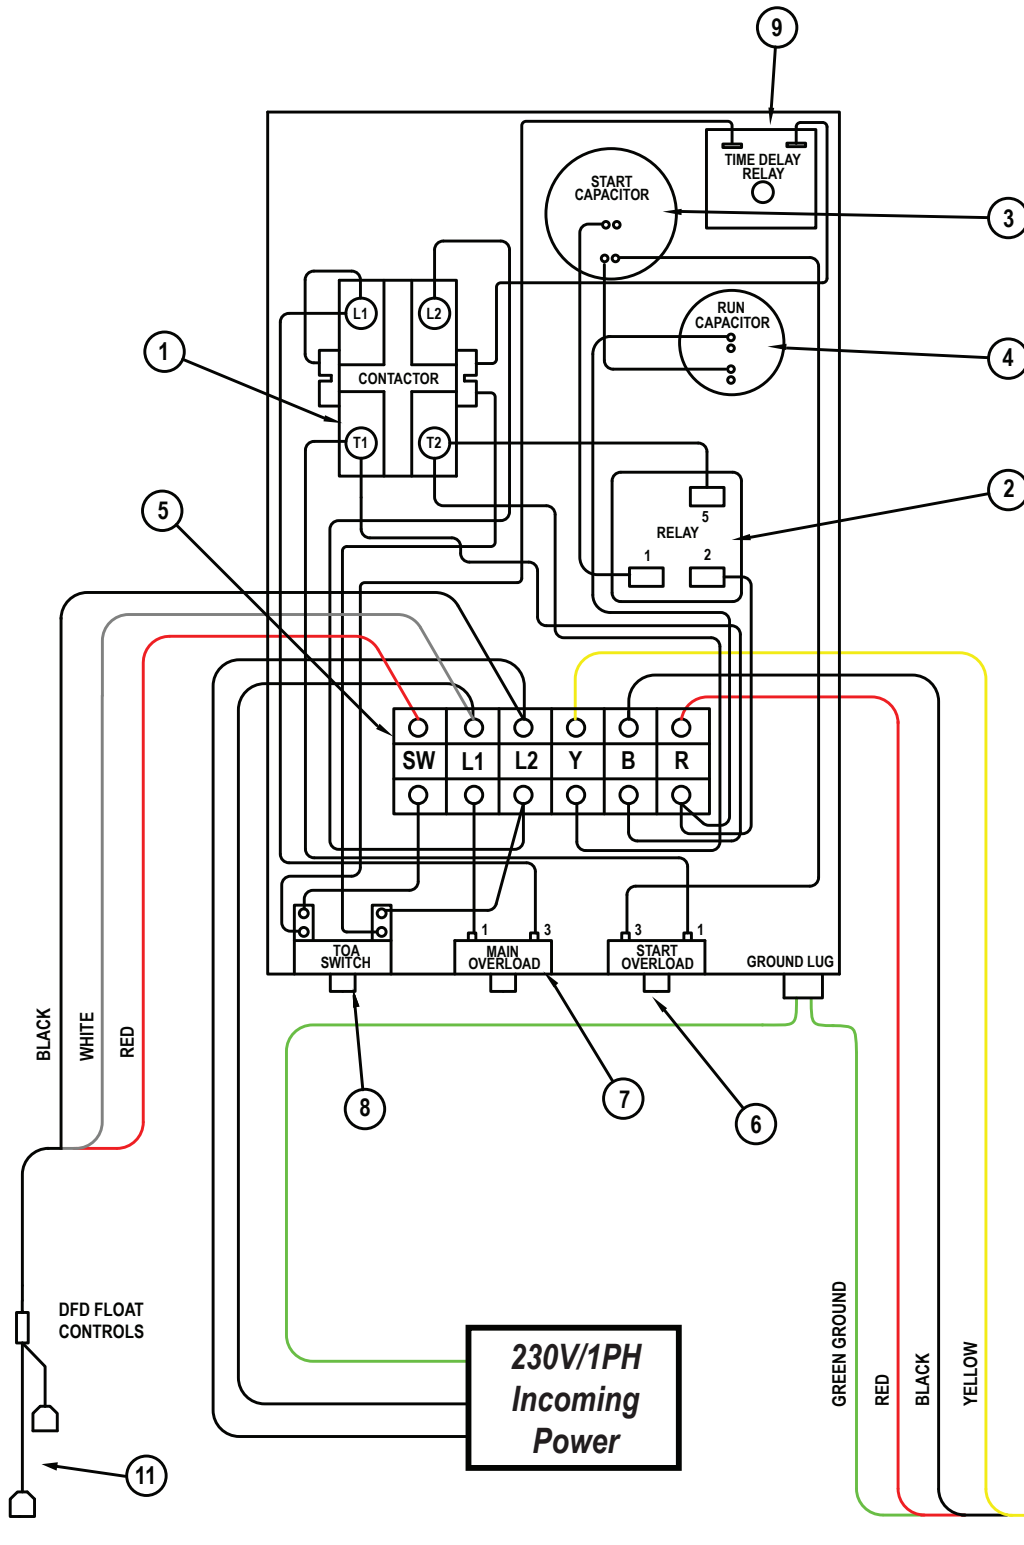 9
TIME DELAY
RELAY
START
CAPACITOR
3
RUN
CAPACITOR
4
L1
L2
1
CONTACTOR
T1
T2
5
2
5
RELAY
1
2
SW
L1
L2
Y
B
R
1
3
3
1
TOA
SWITCH
MAIN
OVERLOAD
START
OVERLOAD
GROUND LUG
BLACK
WHITE
RED
8
7
6
DFD FLOAT
CONTROLS
11
230V/1PH
Incoming
Power
GREEN GROUND
RED
BLACK
YELLOW